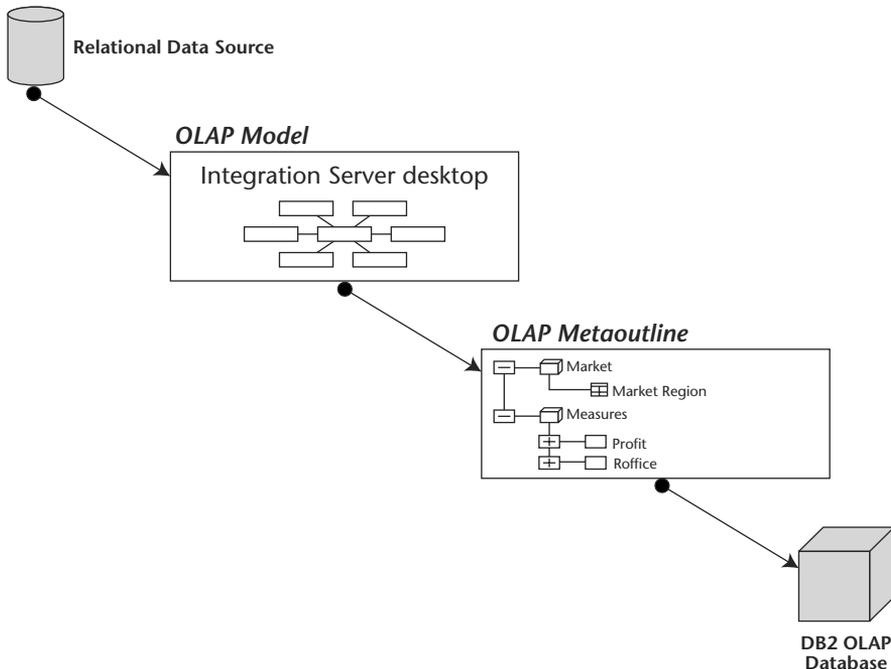 Relational Data Source
OLAP Model
Integration Server desktop
OLAP Metaoutline
Market
Market Region
Measures
Profit
Roffice
DB2 OLAP
Database